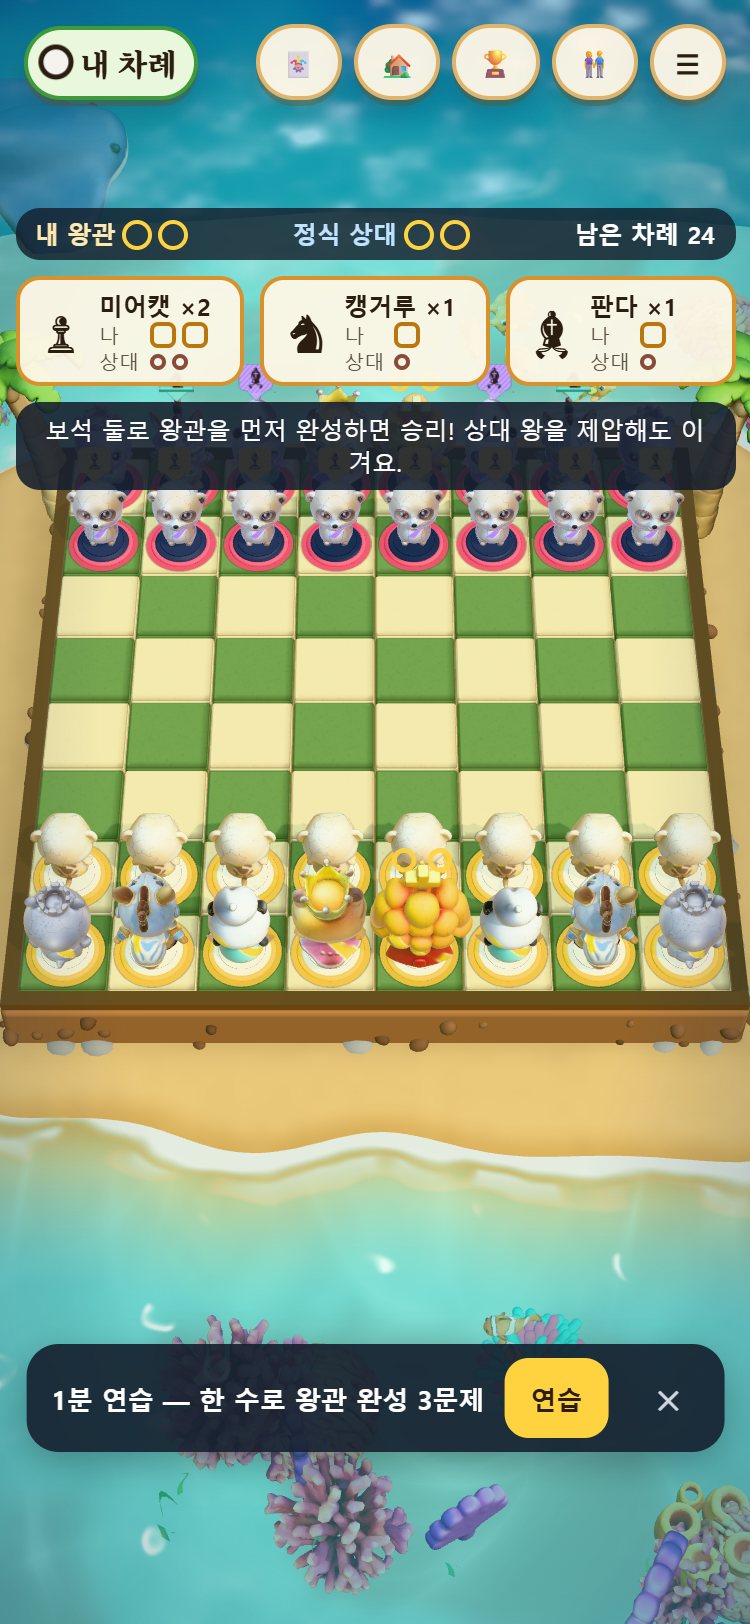 내 차례
내 왕관 정식 상대 남은 차례 24
미어캣 ×2
나
상대
캥거루 ×1
나
상대
판다 ×1
나
상대
보석 둘로 왕관을 먼저 완성하면 승리! 상대 왕을 제압해도 이
겨요.
1분 연습 — 한 수로 왕관 완성 3문제
연습